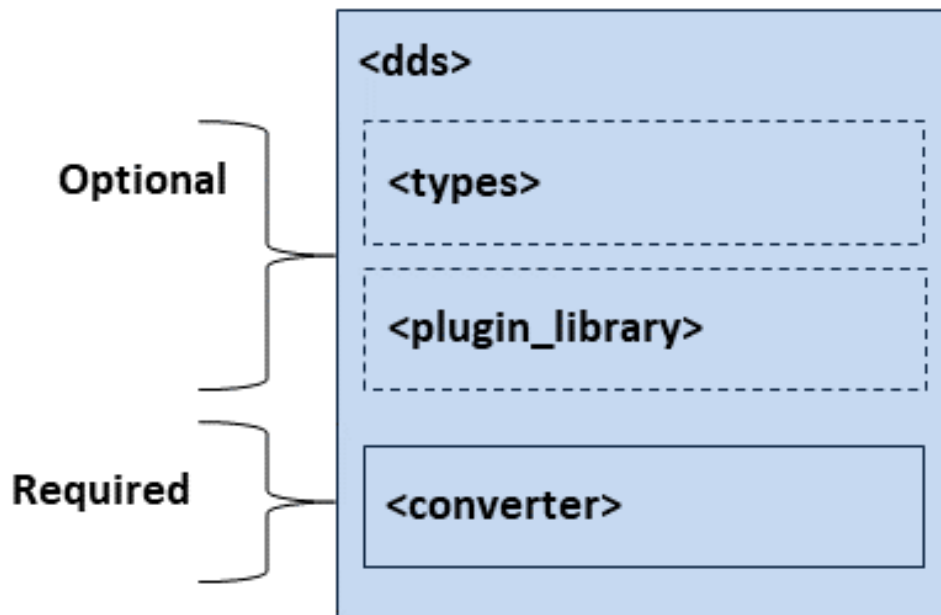 <dds>
Optional
<types>
<plugin_library>
Required
<converter>